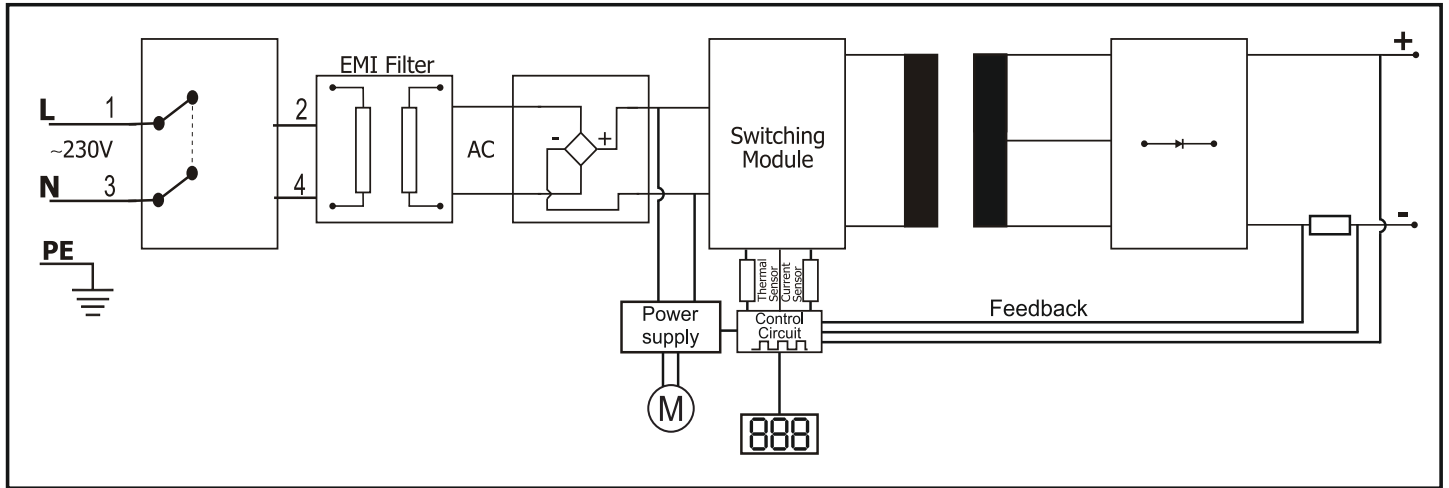 L 1
~230V
N 3
PE
2
4
EMI Filter
AC
- +
Switching
Module
Thermal
Sensor
Current
Sensor
Power
supply
Control
Circuit
M
888
Feedback
+
-